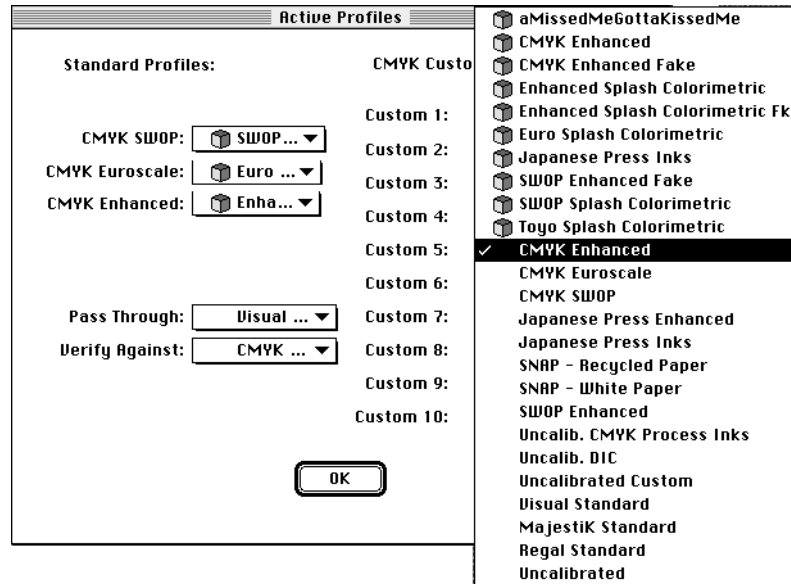 Active Profiles
Standard Profiles:
CMYK Custo
CMYK SWOP: SWOP...
CMYK Euroscale: Euro ...
CMYK Enhanced: Enha...
Pass Through: Visual ...
Verify Against: CMYK ...
Custom 1:
Custom 2:
Custom 3:
Custom 4:
Custom 5:
Custom 6:
Custom 7:
Custom 8:
Custom 9:
Custom 10:
OK
aMissedMeGottaKissedMe
CMYK Enhanced
CMYK Enhanced Fake
Enhanced Splash Colorimetric
Enhanced Splash Colorimetric Fk
Euro Splash Colorimetric
Japanese Press Inks
SWOP Enhanced Fake
SWOP Splash Colorimetric
Toyo Splash Colorimetric
✓ CMYK Enhanced
CMYK Euroscale
CMYK SWOP
Japanese Press Enhanced
Japanese Press Inks
SNAP - Recycled Paper
SNAP - White Paper
SWOP Enhanced
Uncalib. CMYK Process Inks
Uncalib. DIC
Uncalibrated Custom
Visual Standard
MajestiK Standard
Regal Standard
Uncalibrated